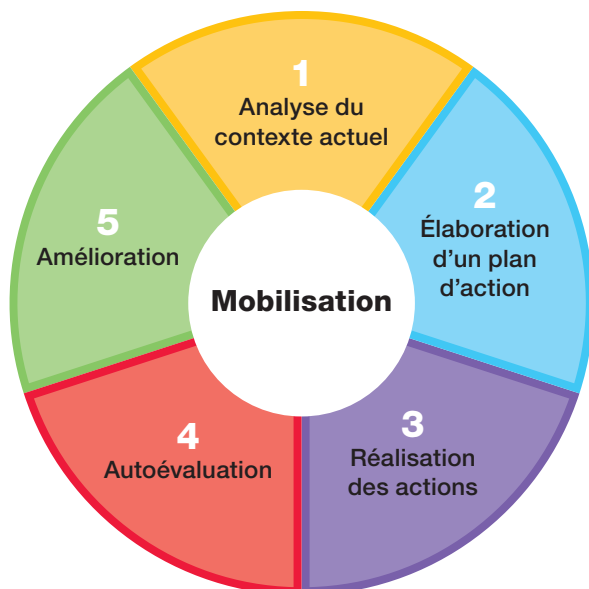 1
Analyse du
contexte actuel
2
Élaboration
d'un plan
d'action
3
Réalisation
des actions
4
Autoévaluation
5
Amélioration
Mobilisation